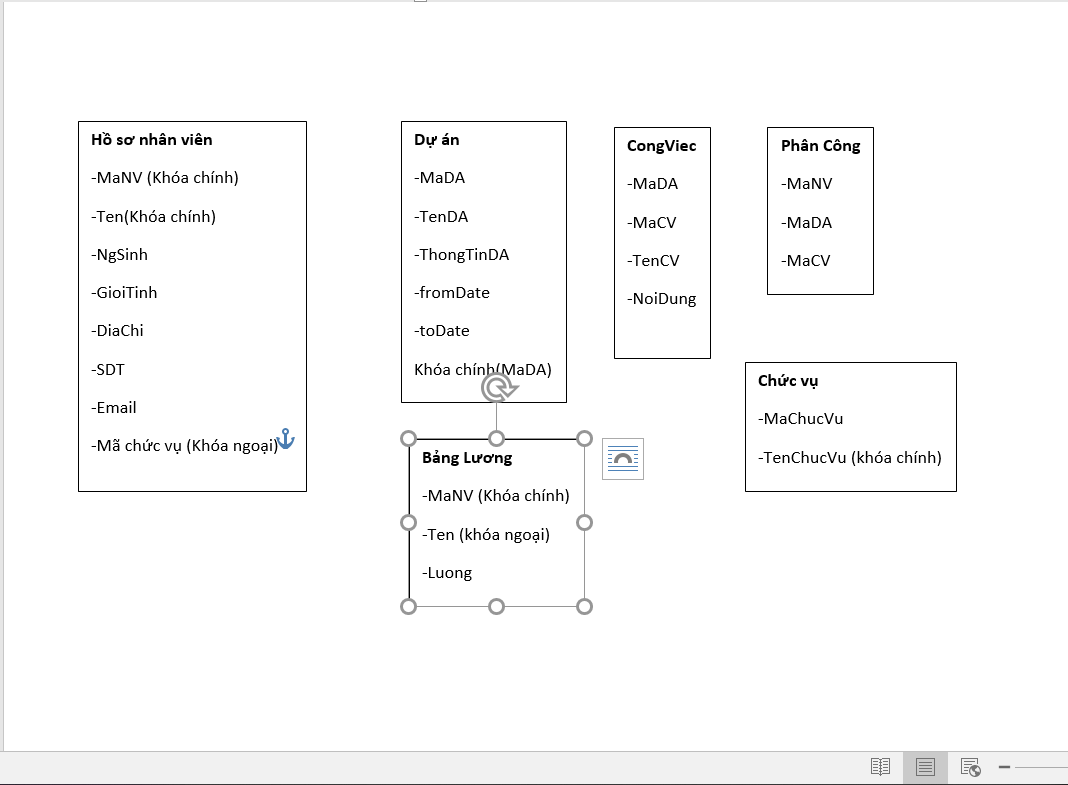 Hồ sơ nhân viên
-MaNV (Khóa chính)
-Ten(Khóa chính)
-NgSinh
-GioiTinh
-DiaChi
-SDT
-Email
-Mã chức vụ (Khóa ngoại)
Dự án
-MaDA
-TenDA
-ThongTinDA
-fromDate
-toDate
Khóa chính(MaDA)
CongViec
-MaDA
-MaCV
-TenCV
-NoiDung
Phân Công
-MaNV
-MaDA
-MaCV
Bảng Lương
-MaNV (Khóa chính)
-Ten (khóa ngoại)
-Luong
Chức vụ
-MaChucVu
-TenChucVu (khóa chính)